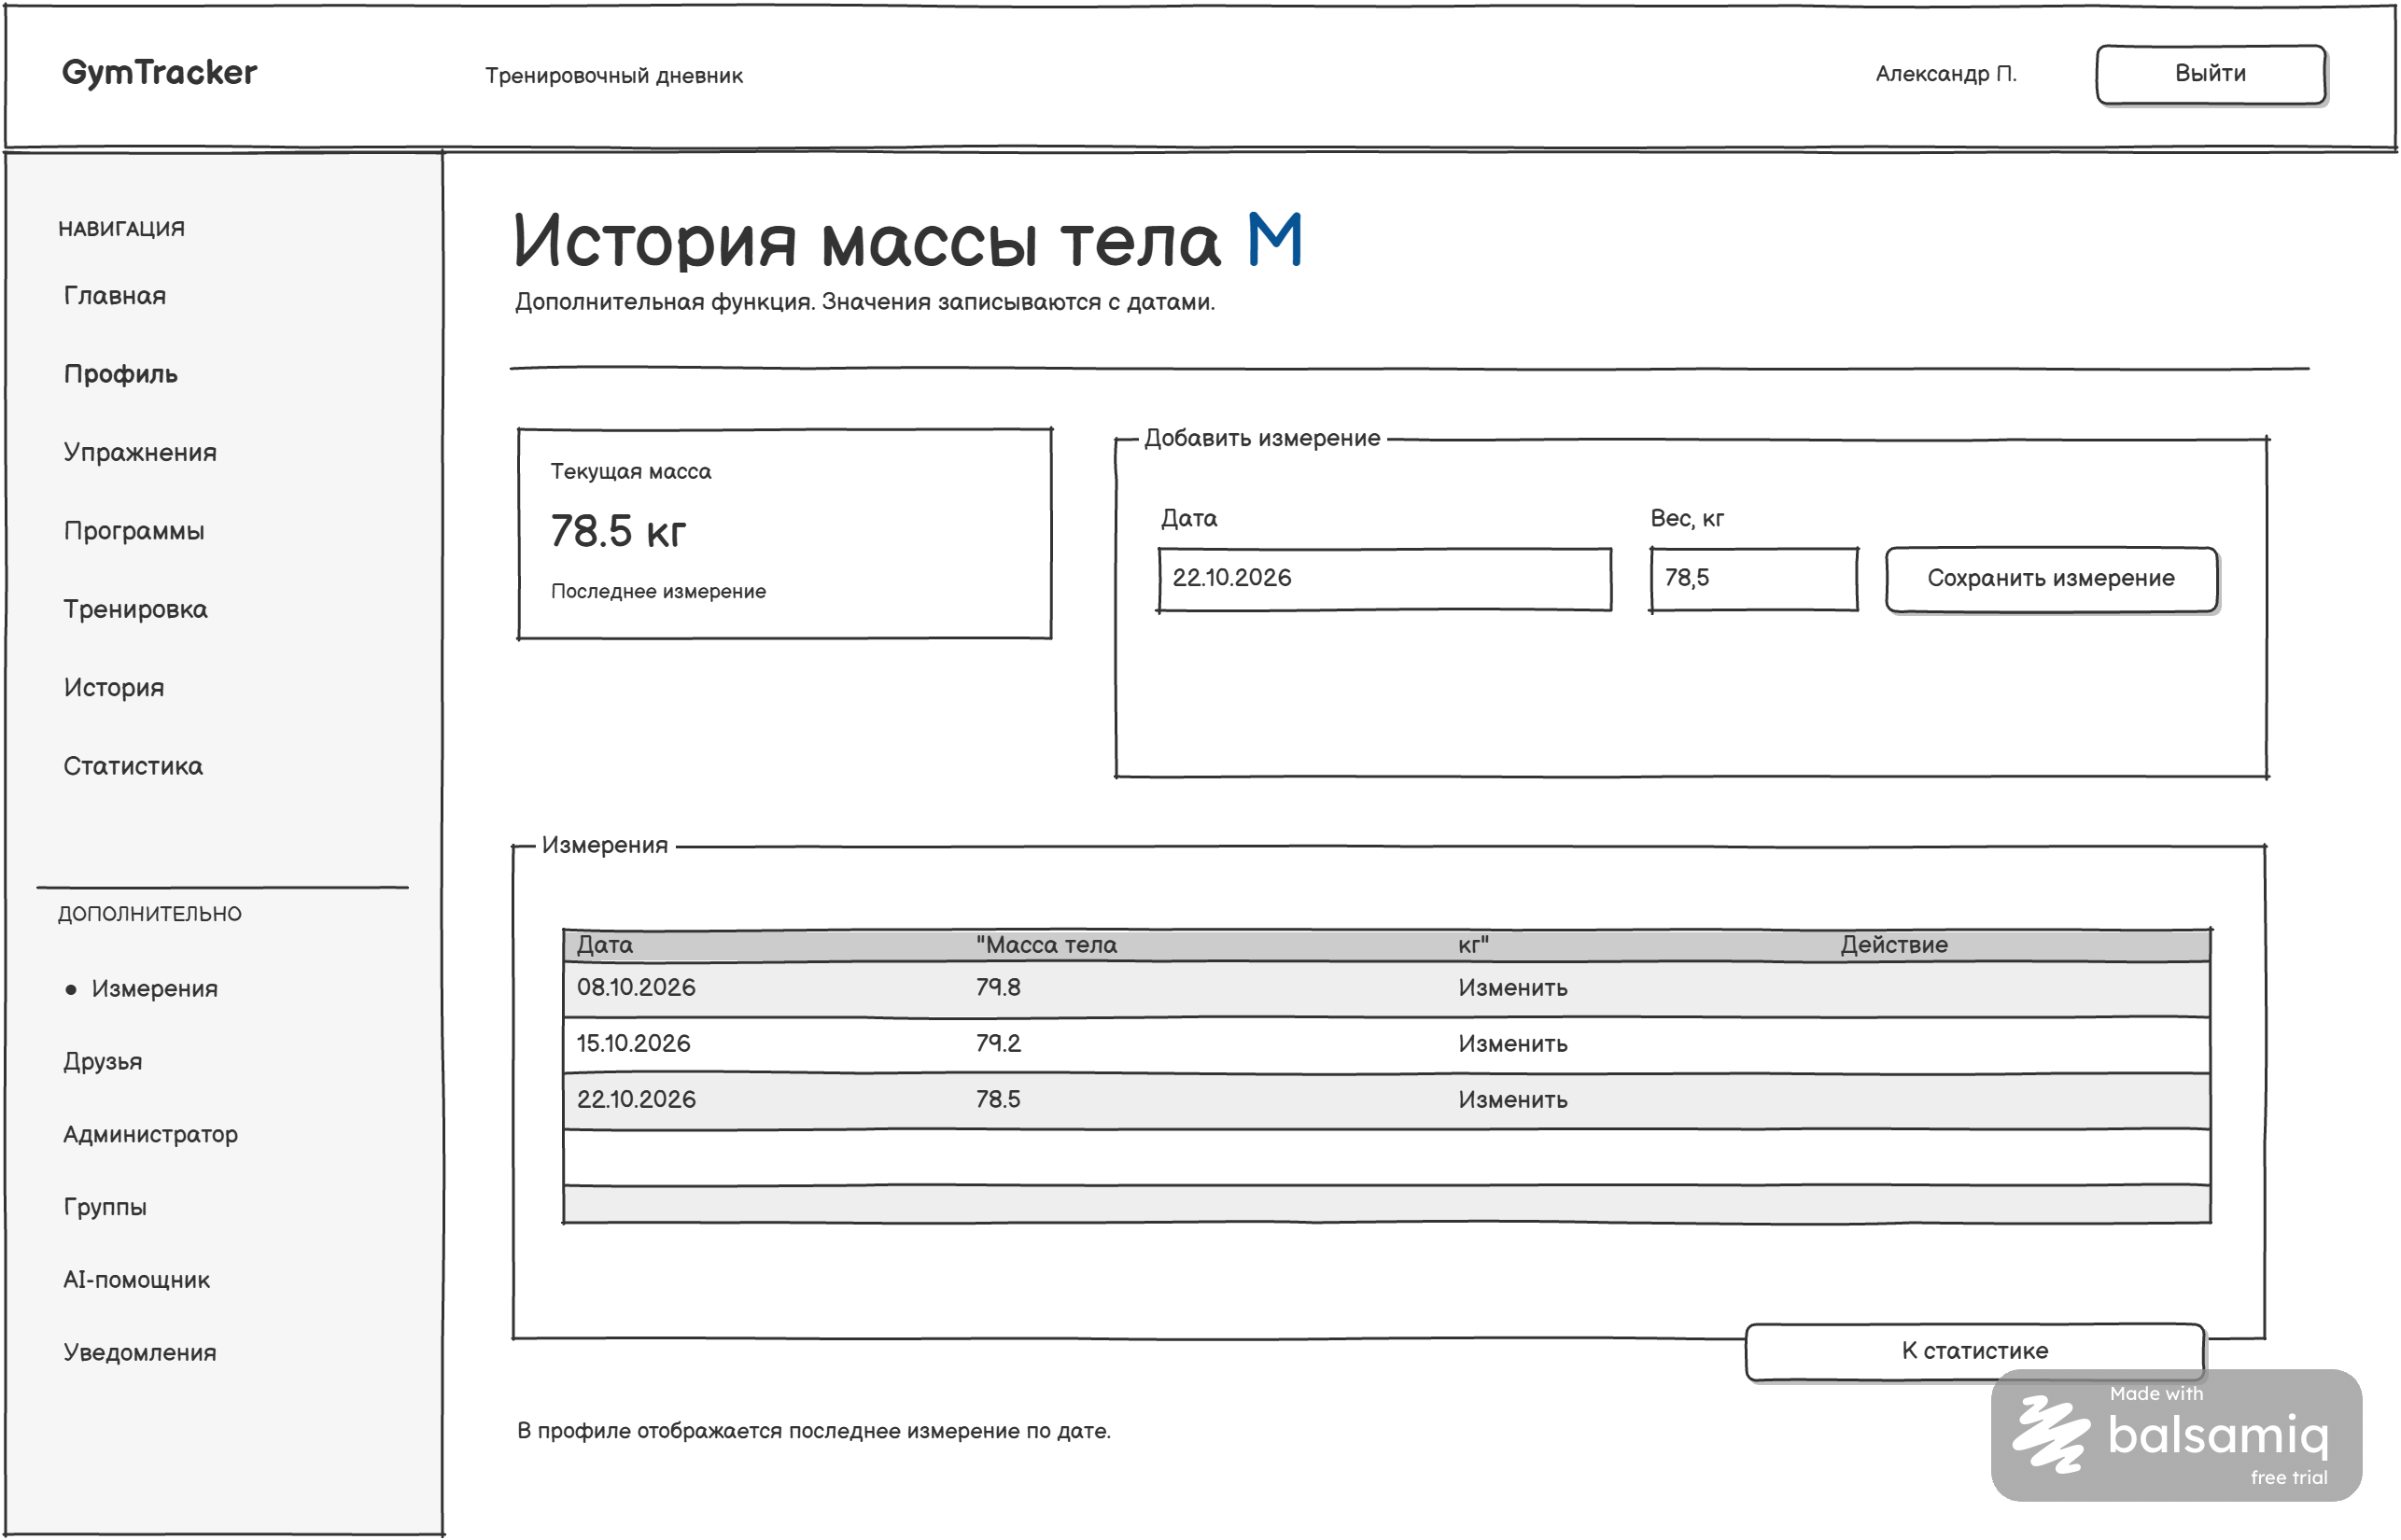 GymTracker
Тренировочный дневник
Александр П.
Выйти
НАВИГАЦИЯ
Главная
Профиль
Упражнения
Программы
Тренировка
История
Статистика
ДОПОЛНИТЕЛЬНО
Измерения
Друзья
Администратор
Группы
AI-помощник
Уведомления
История массы тела M
Дополнительная функция. Значения записываются с датами.
Текущая масса
78.5 кг
Последнее измерение
Добавить измерение
Дата
Вес, кг
22.10.2026
78,5
Сохранить измерение
Измерения
Дата "Масса тела кг" Действие
08.10.2026 79.8 Изменить
15.10.2026 79.2 Изменить
22.10.2026 78.5 Изменить
К статистике
В профиле отображается последнее измерение по дате.
Made with
balsamiq
free trial